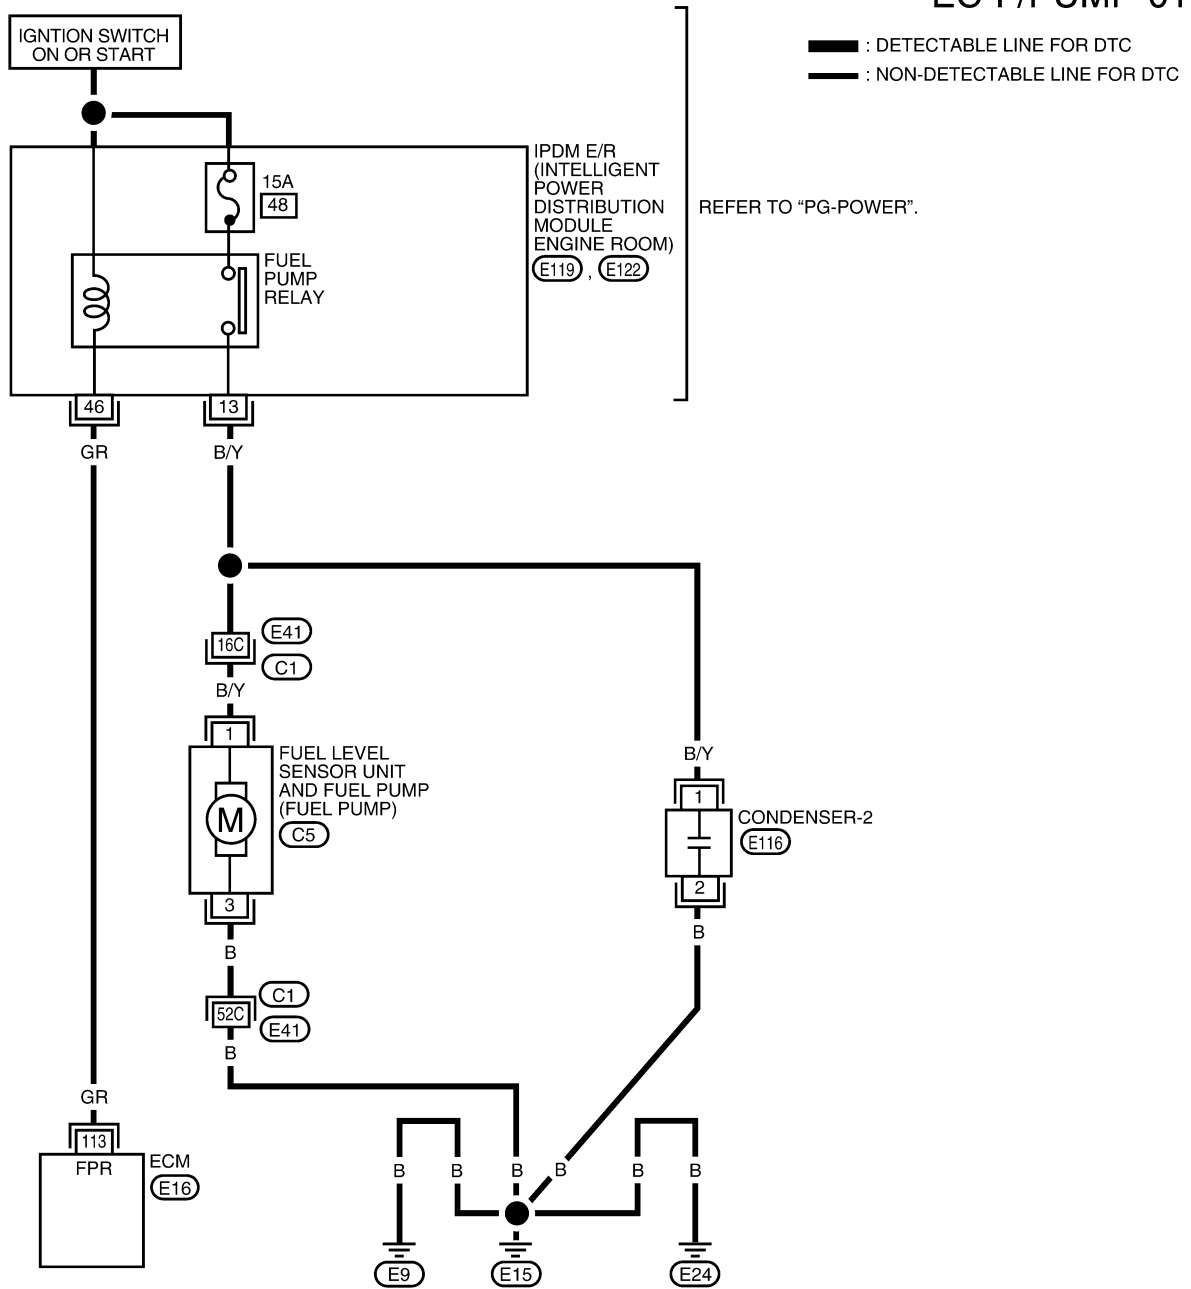 IGNTION SWITCH
ON OR START
: DETECTABLE LINE FOR DTC
: NON-DETECTABLE LINE FOR DTC
15A
48
IPDM E/R
(INTELLIGENT
POWER
DISTRIBUTION
MODULE
ENGINE ROOM)
E119 , E122
REFER TO “PG-POWER”.
FUEL
PUMP
RELAY
46
13
GR
B/Y
16C
E41
C1
B/Y
1
FUEL LEVEL
SENSOR UNIT
AND FUEL PUMP
(FUEL PUMP)
C5
M
3
B
B/Y
1
CONDENSER-2
E116
2
B
52C
C1
E41
B
GR
113
FPR
ECM
E16
B B B B B B
E9
E15
E24